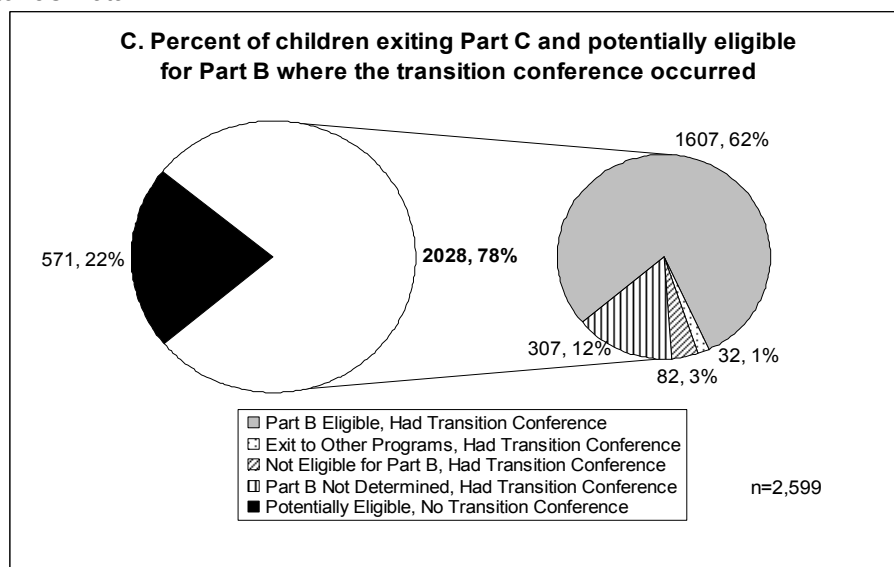 C. Percent of children exiting Part C and potentially eligible
for Part B where the transition conference occurred
1607, 62%
571, 22%
2028, 78%
307, 12%
32, 1%
82, 3%
Part B Eligible, Had Transition Conference
Exit to Other Programs, Had Transition Conference
Not Eligible for Part B, Had Transition Conference
Part B Not Determined, Had Transition Conference
Potentially Eligible, No Transition Conference
n=2,599